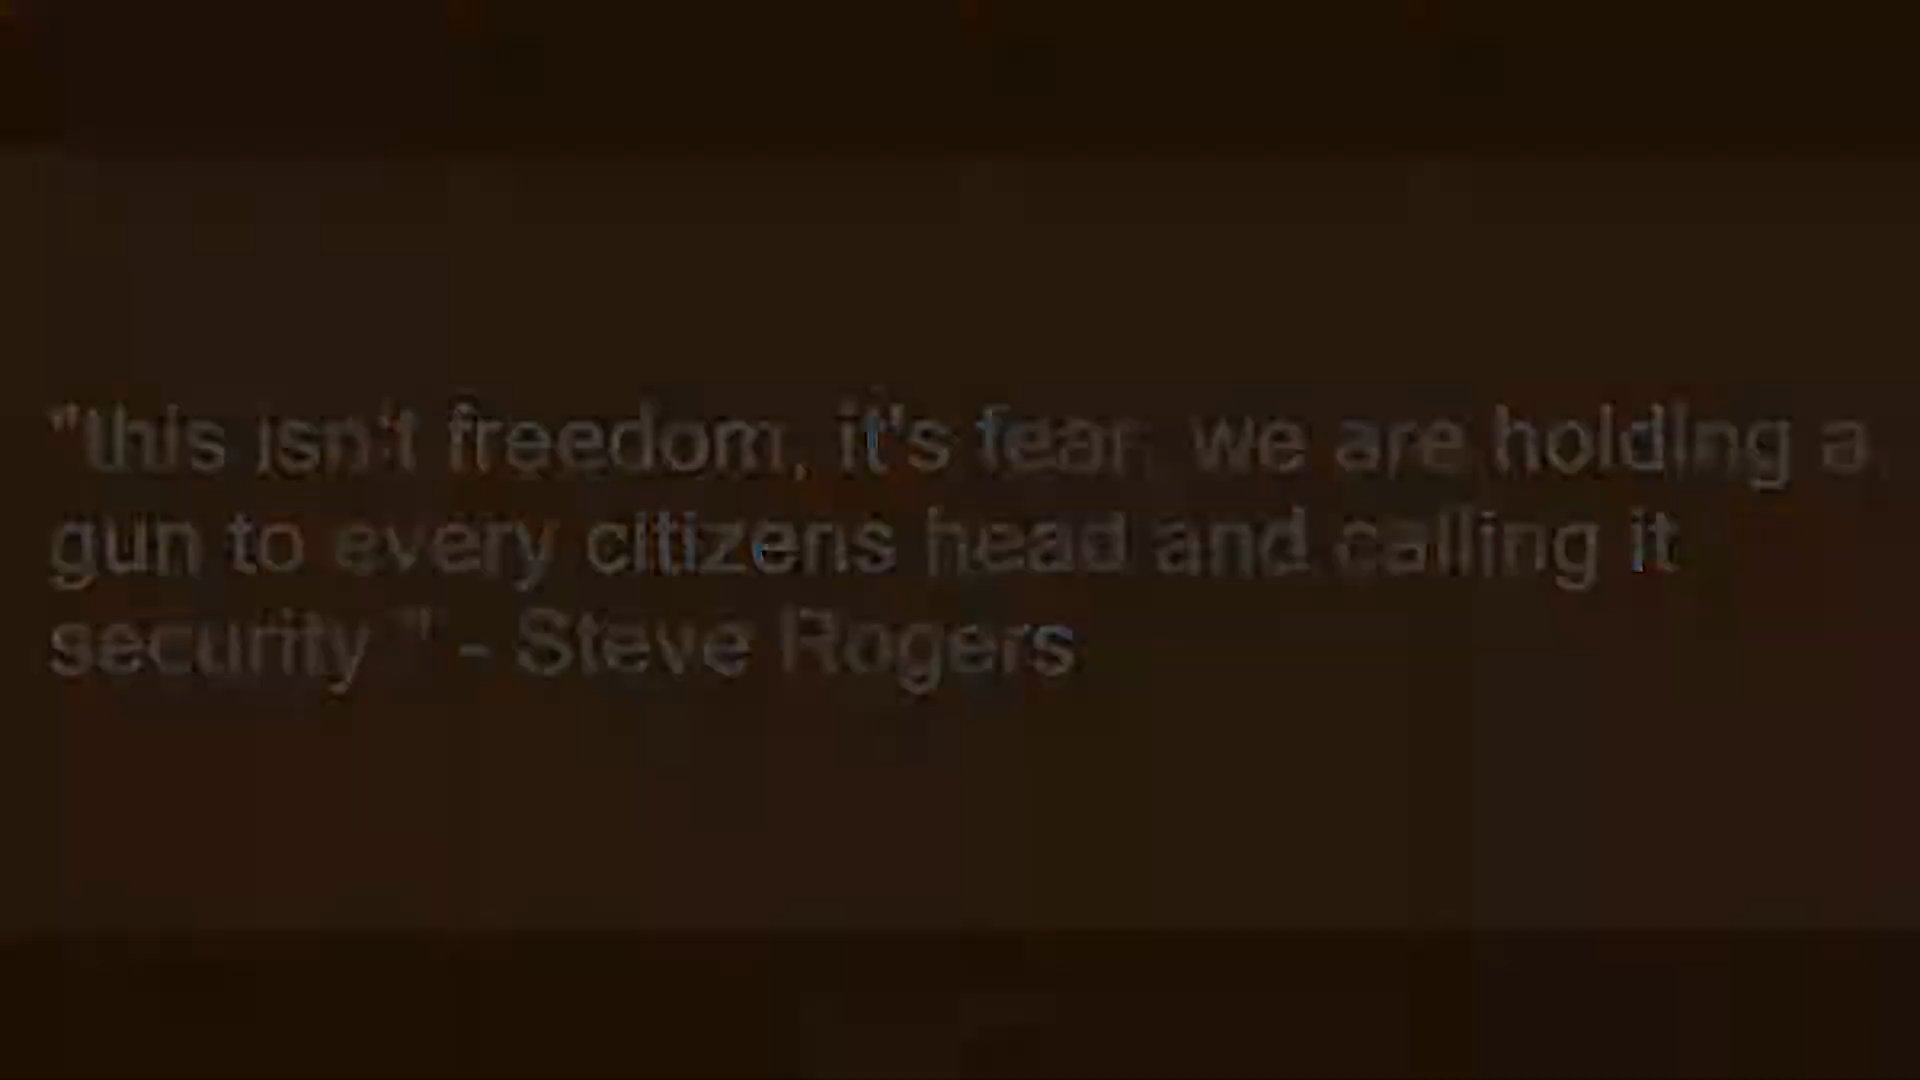 "this isn't freedom, it's fear, we are holding a
gun to every citizens head and calling it
security." - Steve Rogers